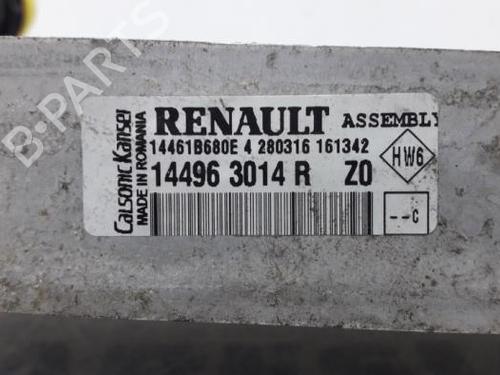 Calsonic Kansei
MADE IN ROMANIA
RENAULT ASSEMBLY
14461B680E 4 280316 161342
14496 3014 R Z0
HW6
--C
B-PARTS